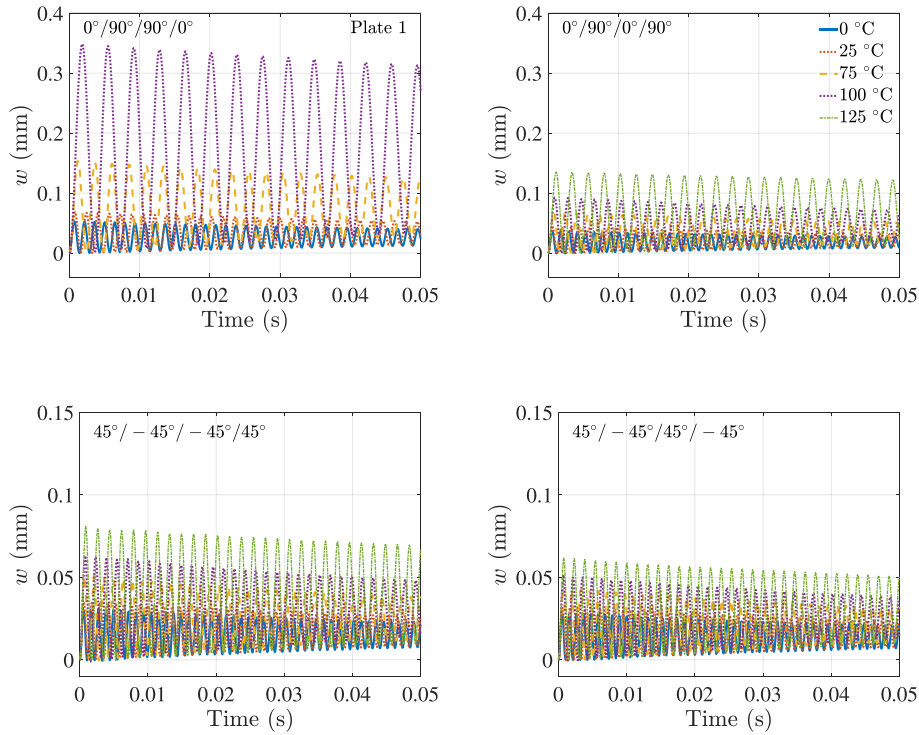 0°/90°/90°/0° Plate 1
0.4
0.3
0.2
0.1
0
w (mm)
0 0.01 0.02 0.03 0.04 0.05
Time (s)
0°/90°/0°/90°
0 °C
25 °C
75 °C
100 °C
125 °C
0.4
0.3
0.2
0.1
0
w (mm)
0 0.01 0.02 0.03 0.04 0.05
Time (s)
45°/ − 45°/ − 45°/45°
0.15
0.1
0.05
0
w (mm)
0 0.01 0.02 0.03 0.04 0.05
Time (s)
45°/ − 45°/45°/ − 45°
0.15
0.1
0.05
0
w (mm)
0 0.01 0.02 0.03 0.04 0.05
Time (s)